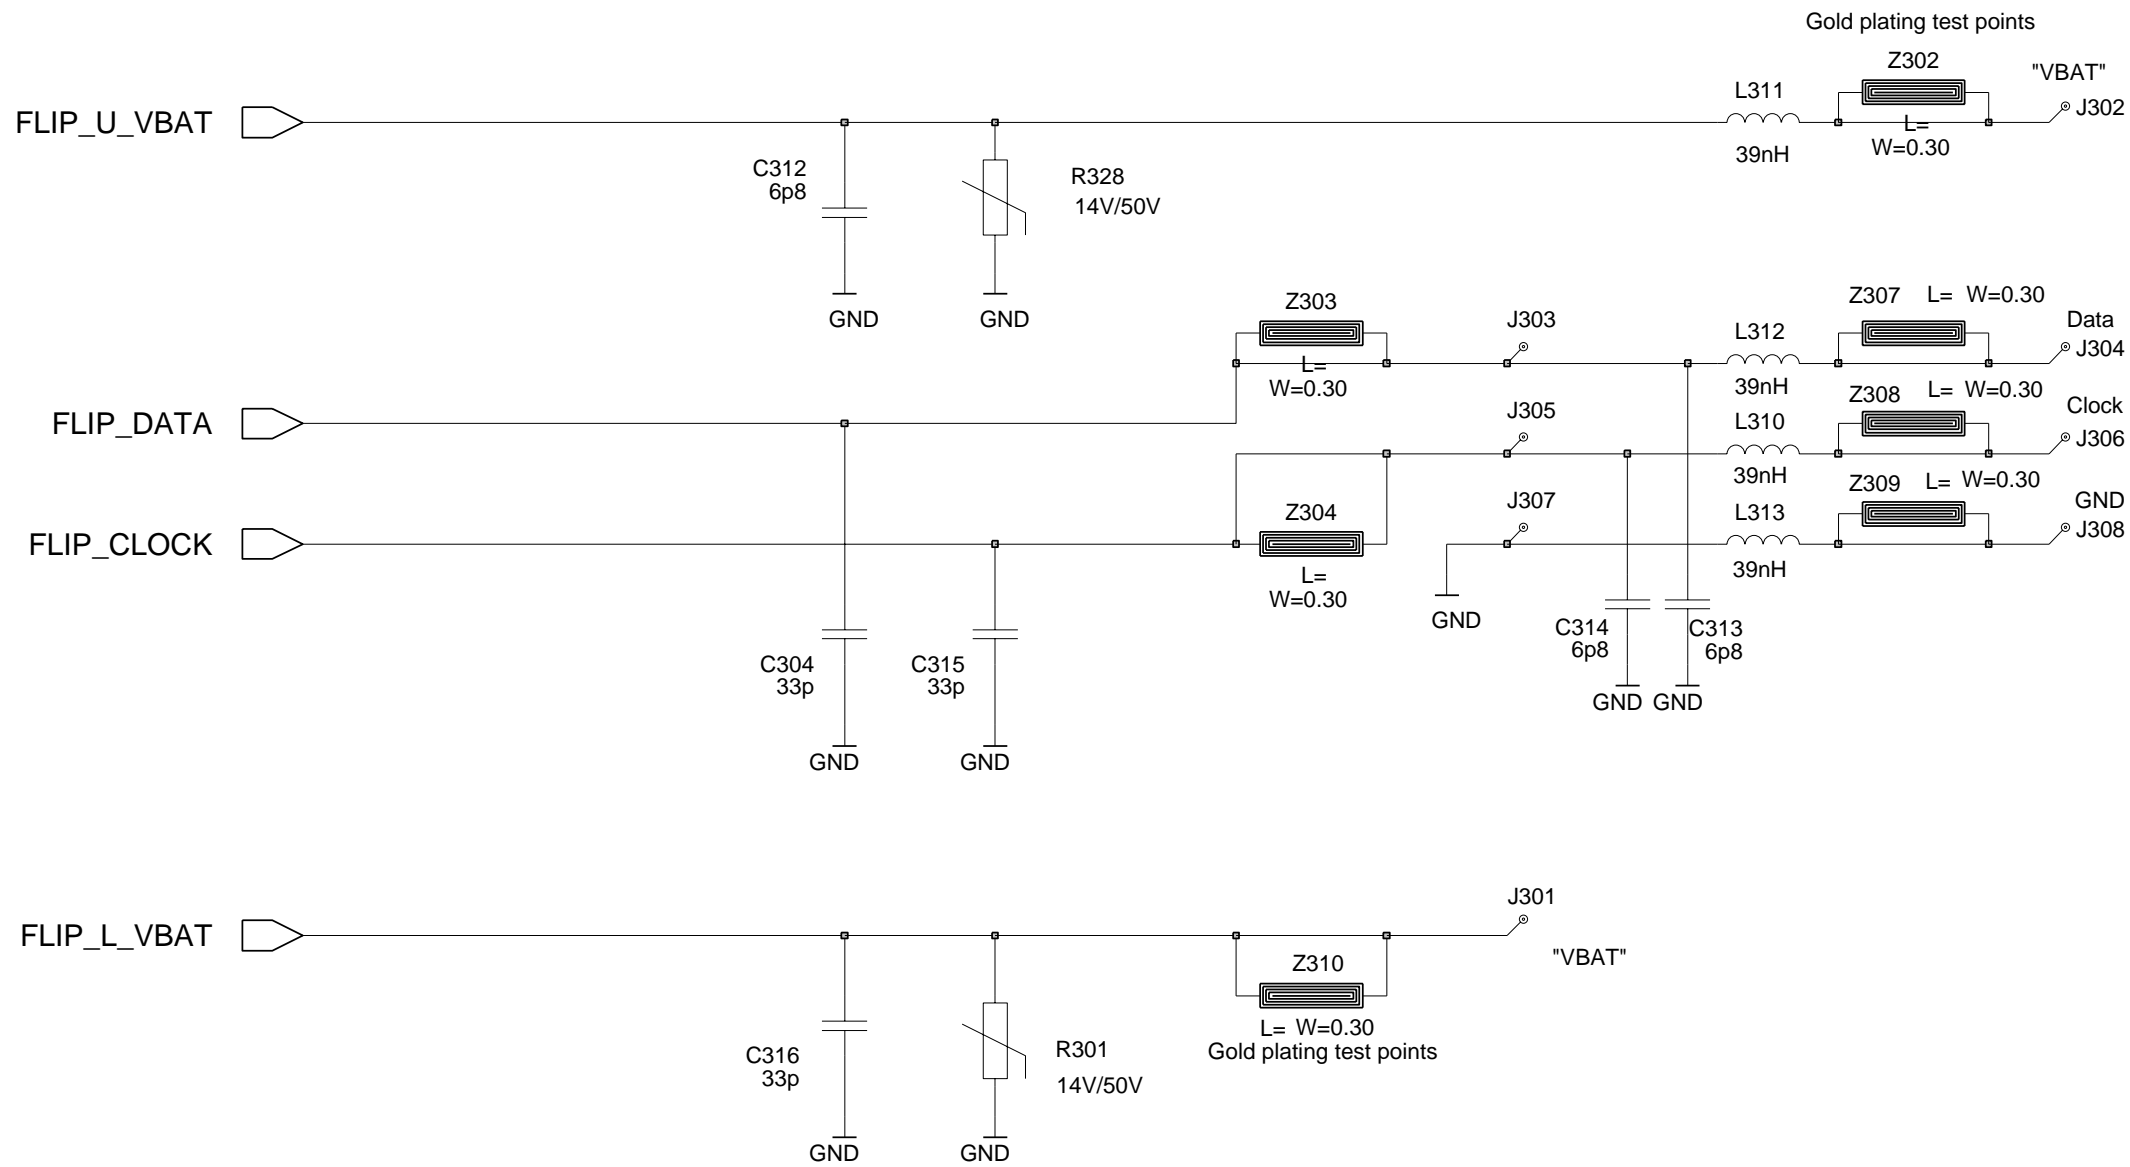 Gold plating test points
Z302
"VBAT"
L311
J302
FLIP_U_VBAT
L=
W=0.30
39nH
C312
6p8
R328
14V/50V
GND
GND
Z303
J303
L312
Z307 L= W=0.30
Data
J304
L=
W=0.30
39nH
FLIP_DATA
J305
L310
Z308 L= W=0.30
Clock
J306
39nH
Z304
J307
L313
Z309 L= W=0.30
GND
J308
FLIP_CLOCK
L=
W=0.30
39nH
GND
C314
6p8
C313
6p8
C304
33p
C315
33p
GND
GND
GND
GND
J301
FLIP_L_VBAT
"VBAT"
Z310
L= W=0.30
Gold plating test points
C316
33p
R301
14V/50V
GND
GND